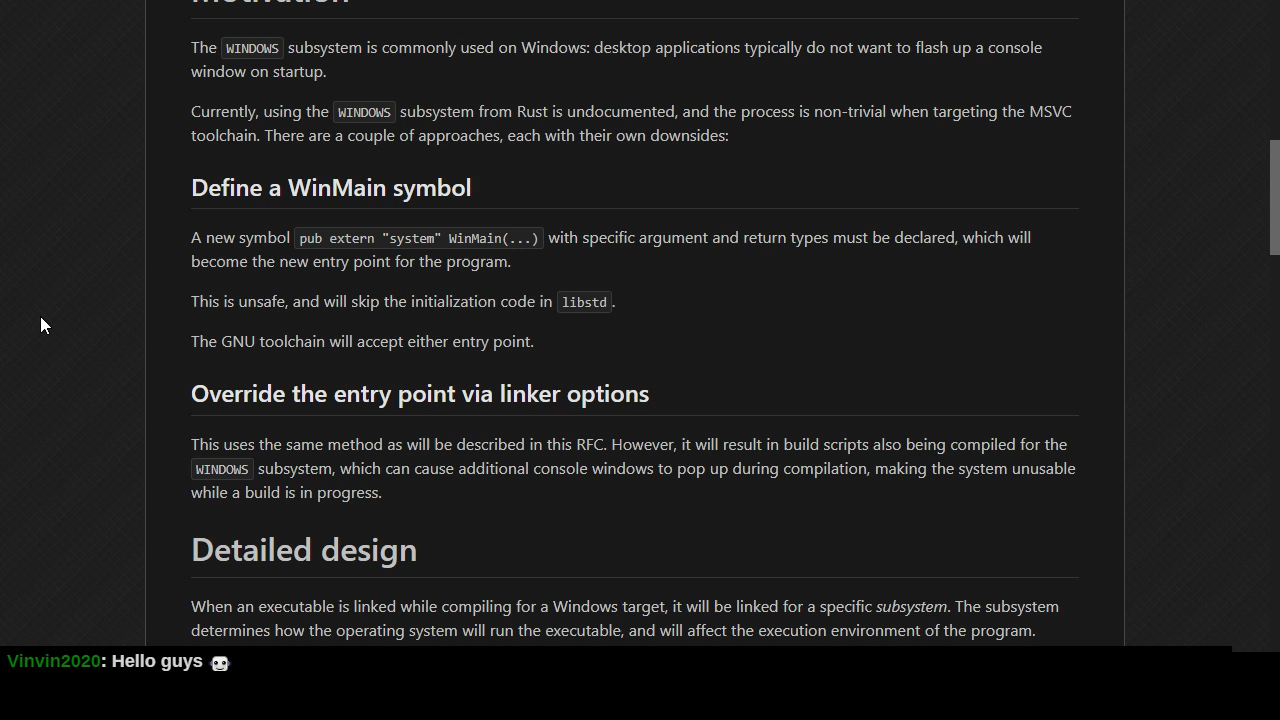 Motivation
The WINDOWS subsystem is commonly used on Windows: desktop applications typically do not want to flash up a console
window on startup.
Currently, using the WINDOWS subsystem from Rust is undocumented, and the process is non-trivial when targeting the MSVC
toolchain. There are a couple of approaches, each with their own downsides:
Define a WinMain symbol
A new symbol pub extern "system" WinMain(...) with specific argument and return types must be declared, which will
become the new entry point for the program.
This is unsafe, and will skip the initialization code in libstd.
The GNU toolchain will accept either entry point.
Override the entry point via linker options
This uses the same method as will be described in this RFC. However, it will result in build scripts also being compiled for the
WINDOWS subsystem, which can cause additional console windows to pop up during compilation, making the system unusable
while a build is in progress.
Detailed design
When an executable is linked while compiling for a Windows target, it will be linked for a specific subsystem. The subsystem
determines how the operating system will run the executable, and will affect the execution environment of the program.
Vinvin2020: Hello guys